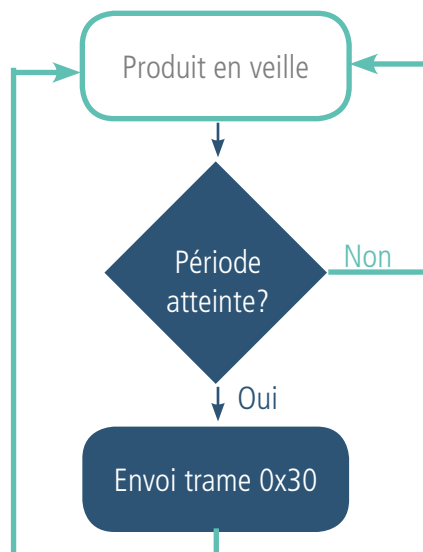 Produit en veille
Période
atteinte?
Non
Oui
Envoi trame 0x30